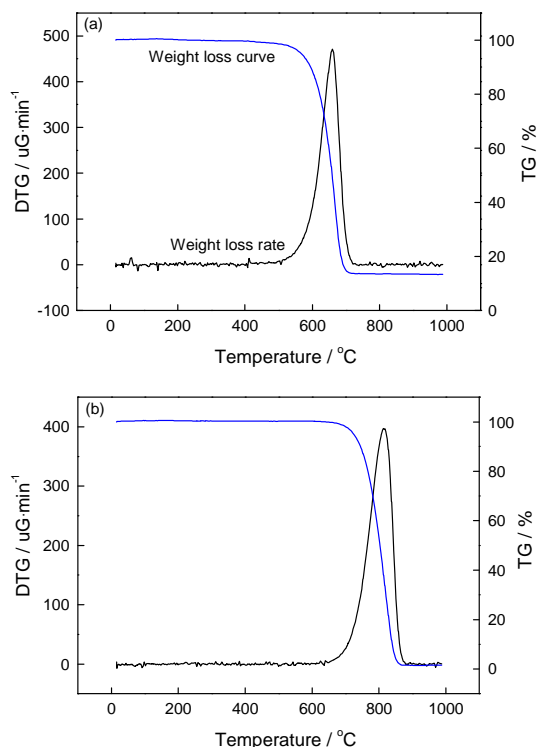 (a)
500
400
300
200
100
0
-100
DTG / uG·min⁻¹
Weight loss curve
Weight loss rate
100
80
60
40
20
0
TG / %
0 200 400 600 800 1000
Temperature / °C
(b)
400
300
200
100
0
DTG / uG·min⁻¹
100
80
60
40
20
0
TG / %
0 200 400 600 800 1000
Temperature / °C